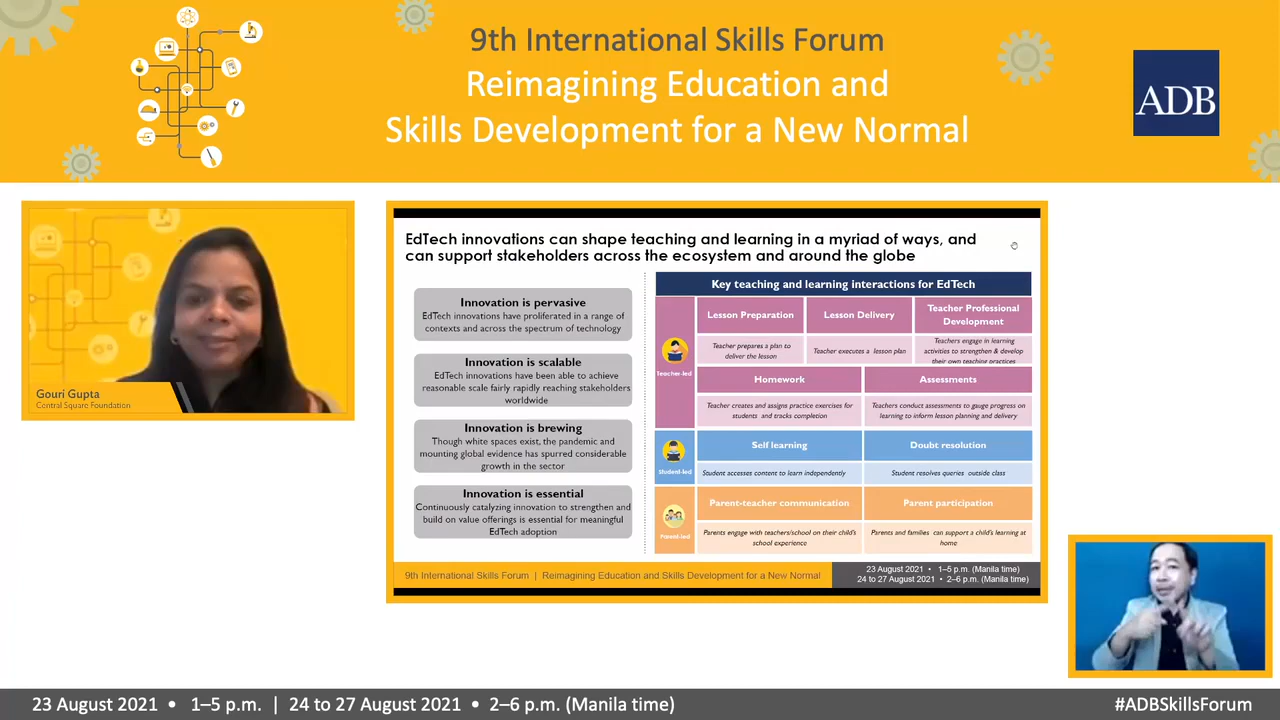 9th International Skills Forum
Reimagining Education and
Skills Development for a New Normal
ADB
Gouri Gupta
Central Square Foundation
EdTech innovations can shape teaching and learning in a myriad of ways, and
can support stakeholders across the ecosystem and around the globe
Innovation is pervasive
EdTech innovations have proliferated in a range of
contexts and across the spectrum of technology
Innovation is scalable
EdTech innovations have been able to achieve
reasonable scale fairly rapidly reaching stakeholders
worldwide
Innovation is brewing
Though white spaces exist, the pandemic and
mounting global evidence has spurred considerable
growth in the sector
Innovation is essential
Continuously catalyzing innovation to strengthen and
build on value offerings is essential for meaningful
EdTech adoption
Key teaching and learning interactions for EdTech
Teacher-led
Lesson Preparation
Teacher prepares a plan to
deliver the lesson
Lesson Delivery
Teacher executes a lesson plan
Teacher Professional
Development
Teachers engage in learning
activities to strengthen & develop
their own teaching practices
Homework
Teacher creates and assigns practice exercises for
students and tracks completion
Assessments
Teachers conduct assessments to gauge progress on
learning to inform lesson planning and delivery
Student-led
Self learning
Student accesses content to learn independently
Doubt resolution
Student resolves queries outside class
Parent-led
Parent-teacher communication
Parents engage with teachers/school on their child's
school experience
Parent participation
Parents and families can support a child's learning at
home
9th International Skills Forum | Reimagining Education and Skills Development for a New Normal
23 August 2021 • 1–5 p.m. (Manila time)
24 to 27 August 2021 • 2–6 p.m. (Manila time)
23 August 2021 • 1–5 p.m. | 24 to 27 August 2021 • 2–6 p.m. (Manila time)
#ADBSkillsForum